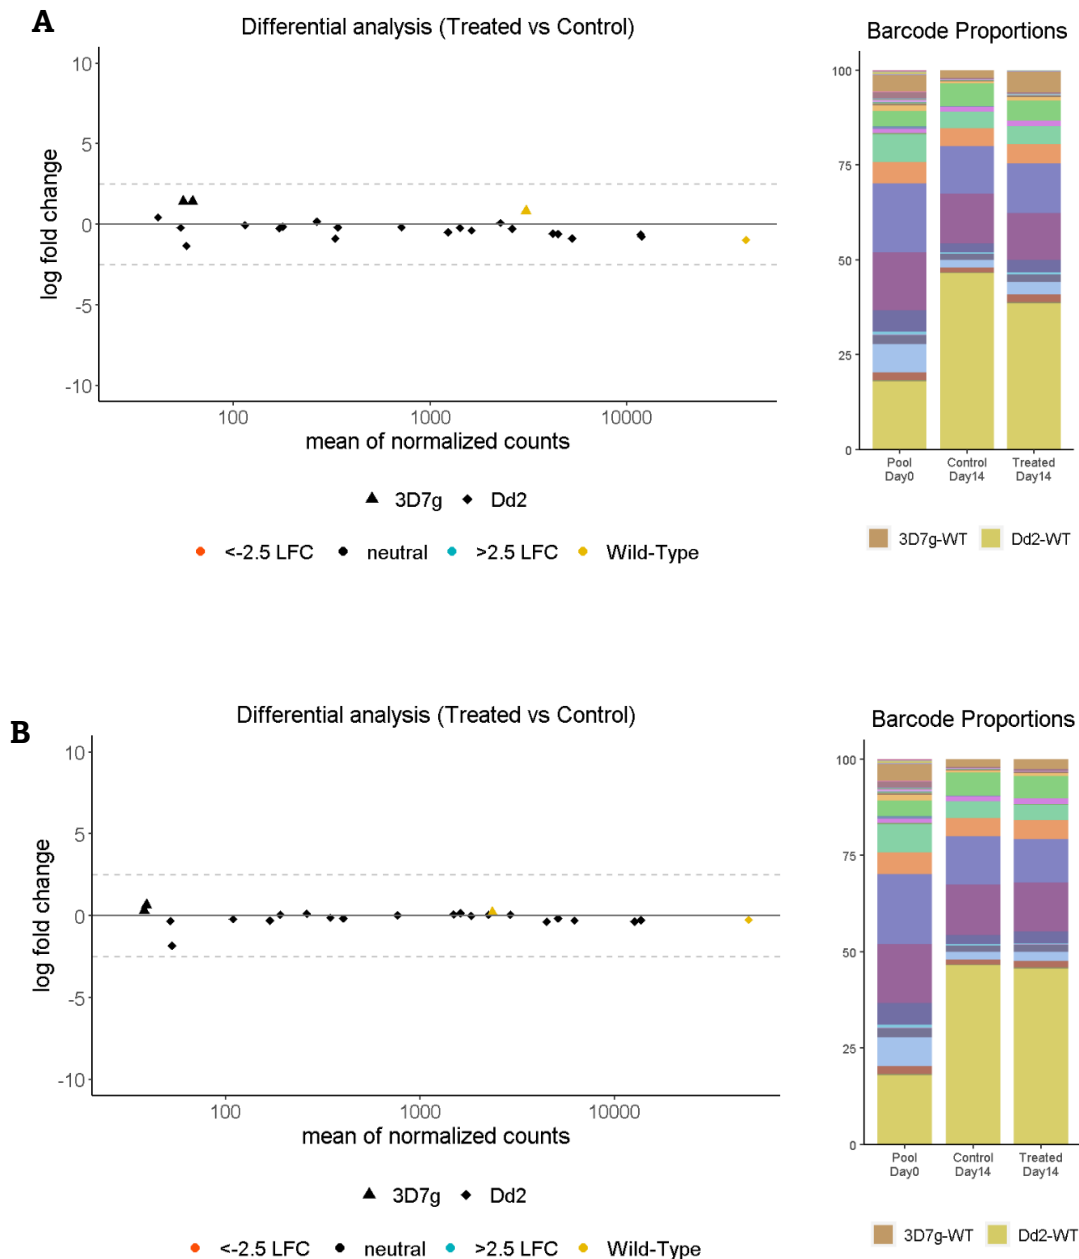 A
Differential analysis (Treated vs Control)
10
5
0
-5
-10
log fold change
100
1000
10000
mean of normalized counts
3D7g
Dd2
<-2.5 LFC
neutral
>2.5 LFC
Wild-Type
Barcode Proportions
100
75
50
25
0
Pool
Day0
Control
Day14
Treated
Day14
3D7g-WT
Dd2-WT
B
Differential analysis (Treated vs Control)
10
5
0
-5
-10
log fold change
100
1000
10000
mean of normalized counts
3D7g
Dd2
<-2.5 LFC
neutral
>2.5 LFC
Wild-Type
Barcode Proportions
100
75
50
25
0
Pool
Day0
Control
Day14
Treated
Day14
3D7g-WT
Dd2-WT